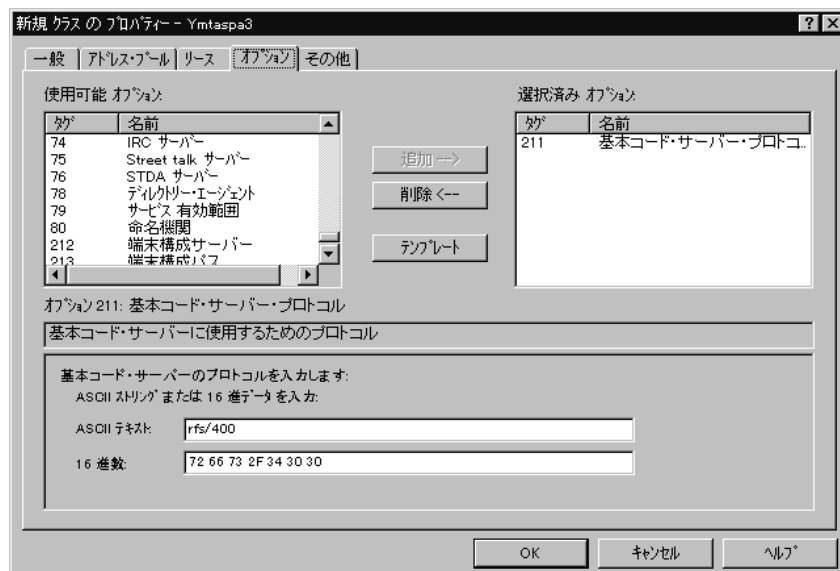 新規 クラス の プロパティー - Ymtaspa3
一般 アドレス・プール リース オプション その他
使用可能 オプション
タグ 名前
74 IRC サーバー
75 Street talk サーバー
76 STDA サーバー
78 ディレクトリー・エージェント
79 サービス 有効範囲
80 命名機関
212 端末構成サーバー
213 端末構成パス
追加 -->
削除 <--
テンプレート
選択済み オプション
タグ 名前
211 基本コード・サーバー・プロトコ...
オプション 211: 基本コード・サーバー・プロトコル
基本コード・サーバーに使用するためのプロトコル
基本コード・サーバーのプロトコルを入力します:
ASCII ストリング または 16 進データ を入力:
ASCII テキスト: rfs/400
16 進数: 72 66 73 2F 34 30 30
OK キャンセル ヘルプ